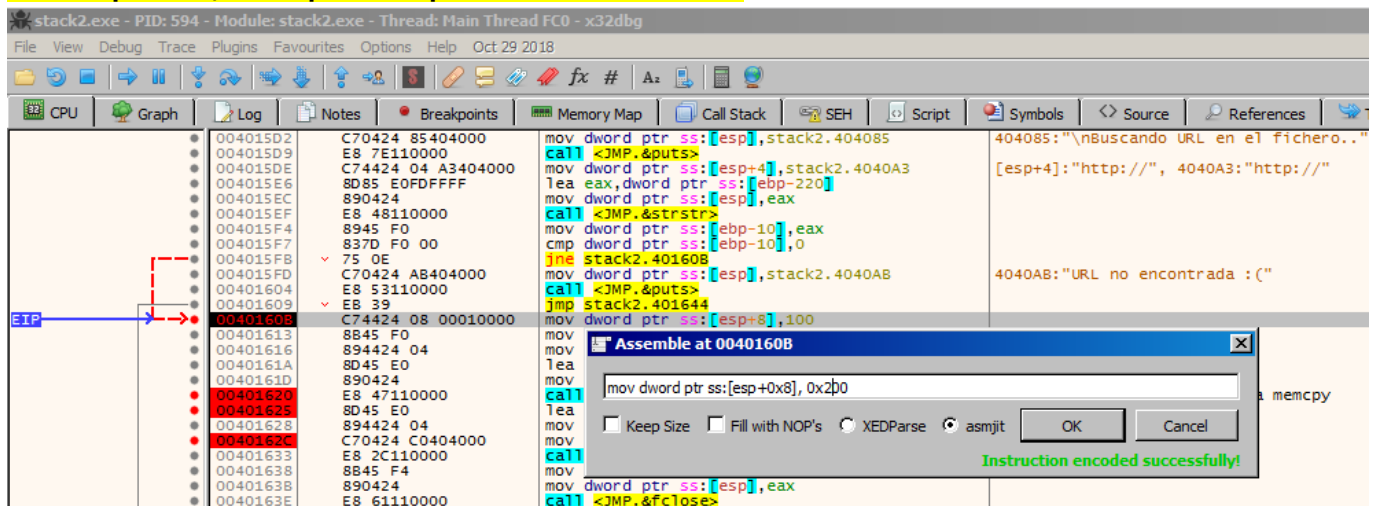 stack2.exe - PID: 594 - Module: stack2.exe - Thread: Main Thread FC0 - x32dbg
File View Debug Trace Plugins Favourites Options Help Oct 29 2018
CPU Graph Log Notes Breakpoints Memory Map Call Stack SEH Script Symbols Source References
004015D2 C70424 85404000 mov dword ptr ss:[esp],stack2.404085 404085:"\nBuscando URL en el fichero.."
004015D9 E8 7E110000 call <JMP.&puts>
004015DE C74424 04 A3404000 mov dword ptr ss:[esp+4],stack2.4040A3 [esp+4]:"http://", 4040A3:"http://"
004015E6 8D85 E0FDFFFF lea eax,dword ptr ss:[ebp-220]
004015EC 890424 mov dword ptr ss:[esp],eax
004015EF E8 48110000 call <JMP.&strstr>
004015F4 8945 F0 mov dword ptr ss:[ebp-10],eax
004015F7 837D F0 00 cmp dword ptr ss:[ebp-10],0
004015FB 75 0E jne stack2.40160B
004015FD C70424 AB404000 mov dword ptr ss:[esp],stack2.4040AB 4040AB:"URL no encontrada :("
00401604 E8 53110000 call <JMP.&puts>
00401609 EB 39 jmp stack2.401644
EIP 0040160B C74424 08 00010000 mov dword ptr ss:[esp+8],100
00401613 8B45 F0 mov
00401616 894424 04 mov
0040161A 8D45 E0 lea
0040161D 890424 mov
00401620 E8 47110000 call a memcpy
00401625 8D45 E0 lea
00401628 894424 04 mov
0040162C C70424 C0404000 mov
00401633 E8 2C110000 call
00401638 8B45 F4 mov
0040163B 890424 mov dword ptr ss:[esp],eax
0040163E E8 61110000 call <JMP.&fclose>
Assemble at 0040160B
mov dword ptr ss:[esp+0x8], 0x200
Keep Size Fill with NOP's XEDParse asmjit OK Cancel
Instruction encoded successfully!